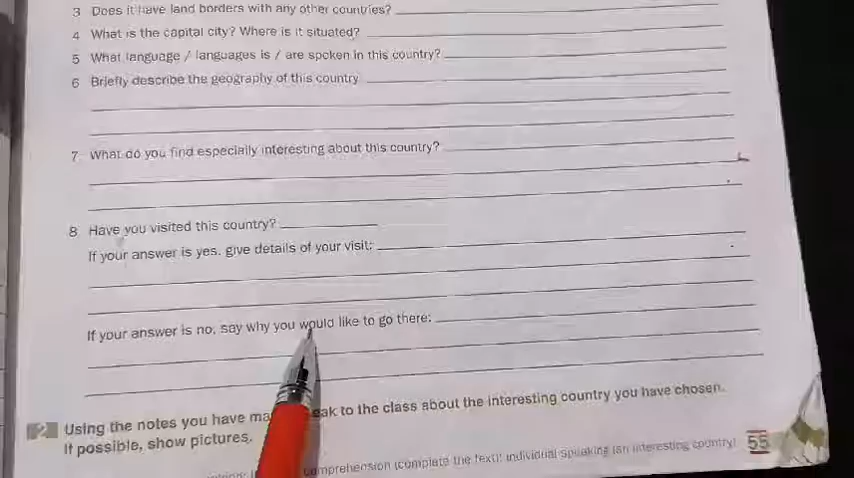 3 Does it have land borders with any other countries?
4 What is the capital city? Where is it situated?
5 What language / languages is / are spoken in this country?
6 Briefly describe the geography of this country
7 What do you find especially interesting about this country?
8 Have you visited this country?
If your answer is yes, give details of your visit:
If your answer is no, say why you would like to go there:
2 Using the notes you have ma ak to the class about the interesting country you have chosen.
If possible, show pictures.
comprehension (complete the text); individual speaking (an interesting country) 55